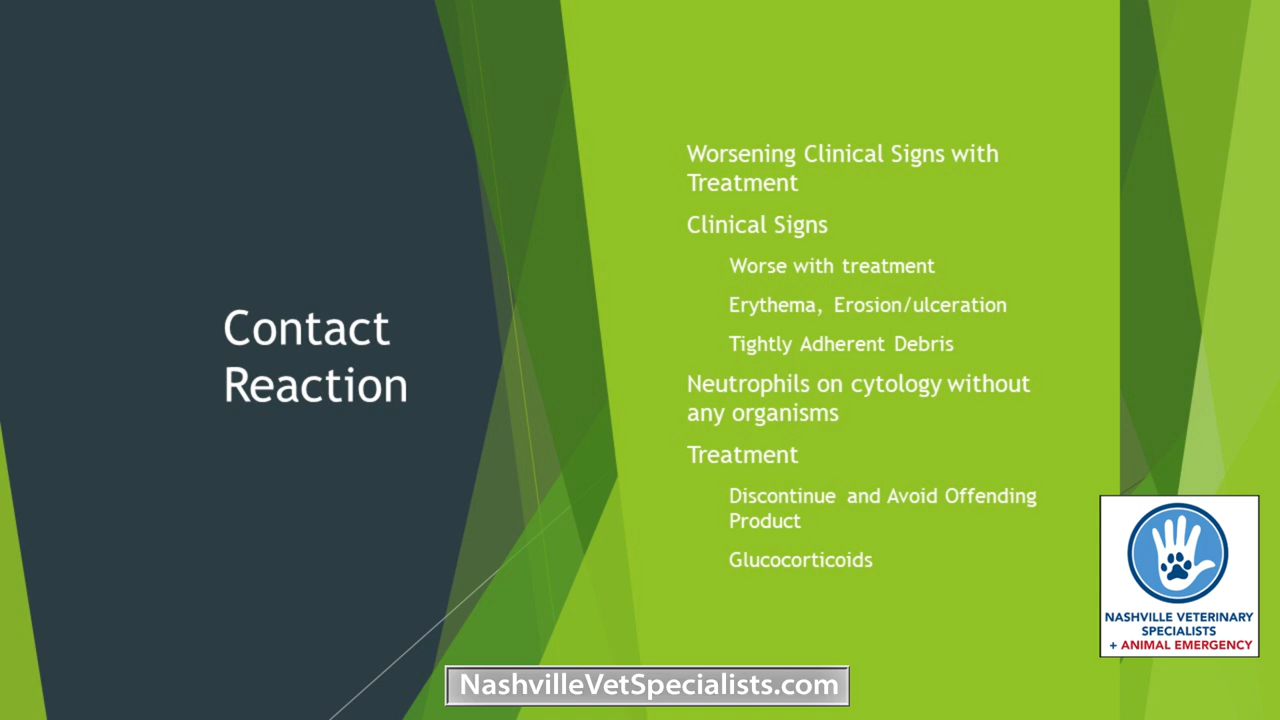 Contact
Reaction
Worsening Clinical Signs with
Treatment
Clinical Signs
Worse with treatment
Erythema, Erosion/ulceration
Tightly Adherent Debris
Neutrophils on cytology without
any organisms
Treatment
Discontinue and Avoid Offending
Product
Glucocorticoids
NASHVILLE VETERINARY
SPECIALISTS
+ ANIMAL EMERGENCY
NashvilleVetSpecialists.com